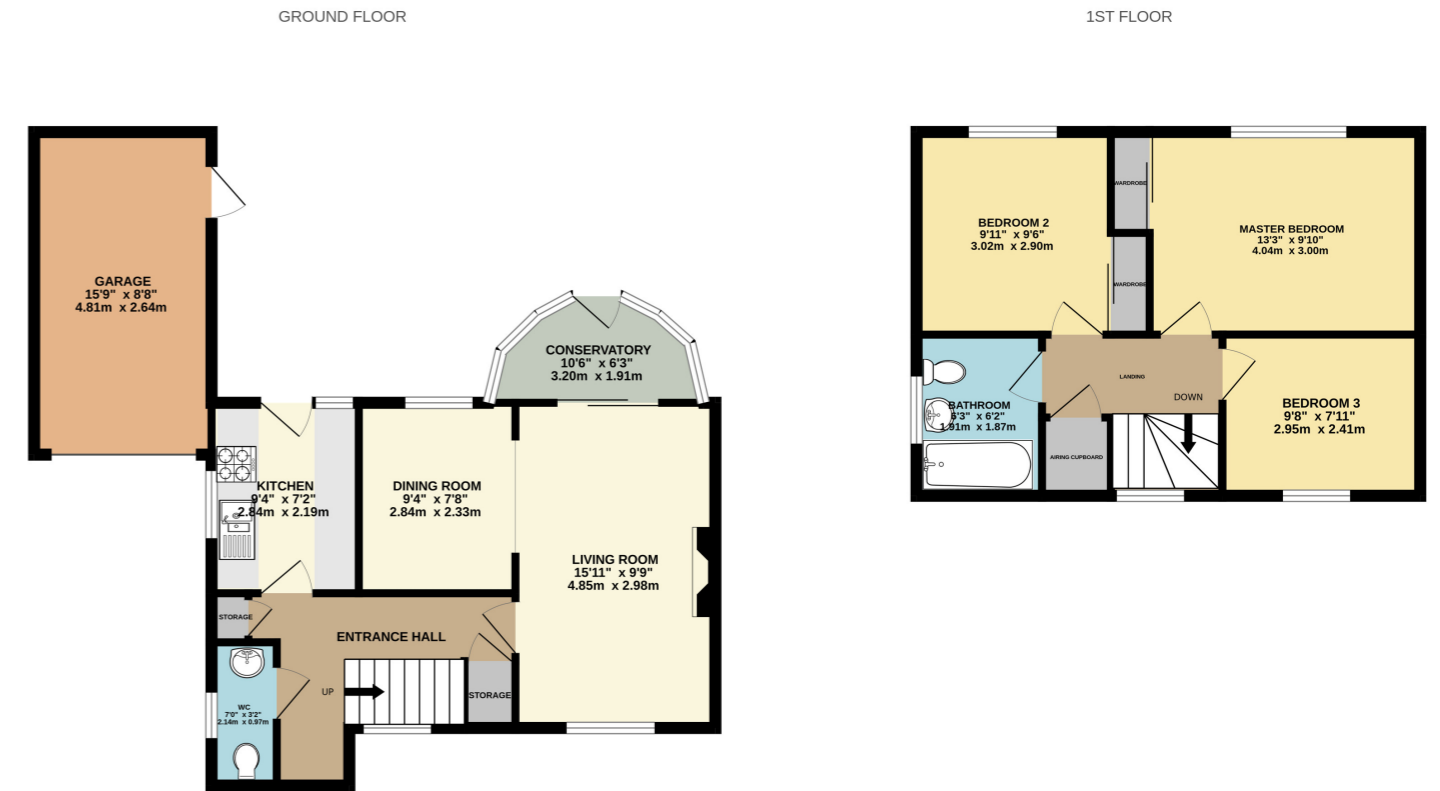 GROUND FLOOR
1ST FLOOR
GARAGE
15'9" x 8'8"
4.81m x 2.64m
CONSERVATORY
10'6" x 6'3"
3.20m x 1.91m
KITCHEN
9'4" x 7'2"
2.84m x 2.19m
DINING ROOM
9'4" x 7'8"
2.84m x 2.33m
LIVING ROOM
15'11" x 9'9"
4.85m x 2.98m
STORAGE
ENTRANCE HALL
UP
STORAGE
WC
7'0" x 3'2"
2.14m x 0.97m
BEDROOM 2
9'11" x 9'6"
3.02m x 2.90m
WARDROBE
WARDROBE
MASTER BEDROOM
13'3" x 9'10"
4.04m x 3.00m
BATHROOM
6'3" x 6'2"
1.91m x 1.87m
LANDING
DOWN
AIRING CUPBOARD
BEDROOM 3
9'8" x 7'11"
2.95m x 2.41m